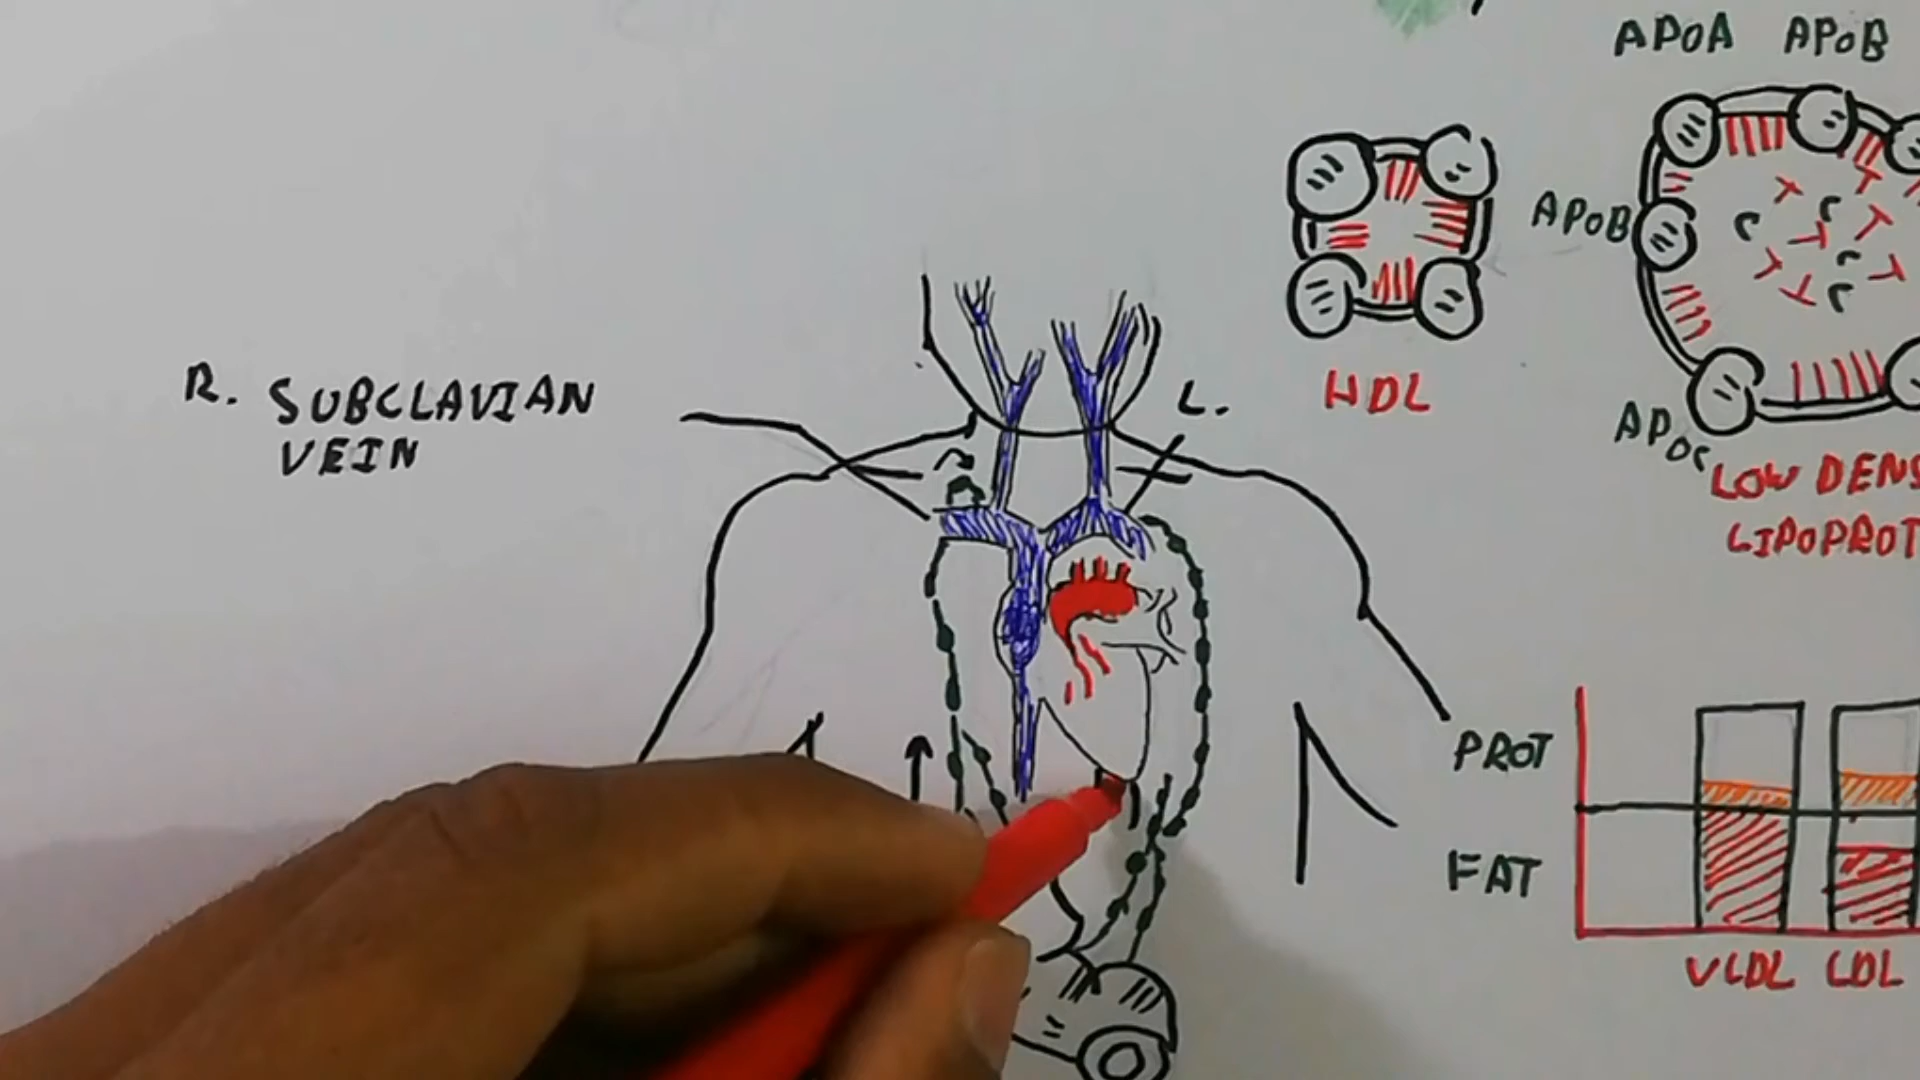 R. SUBCLAVIAN
VEIN
L.
HDL
APOA APOB
APOB
APOC
LOW DENS
LIPOPROT
T T T T T T T T
C C C C
PROT
FAT
VLDL LDL